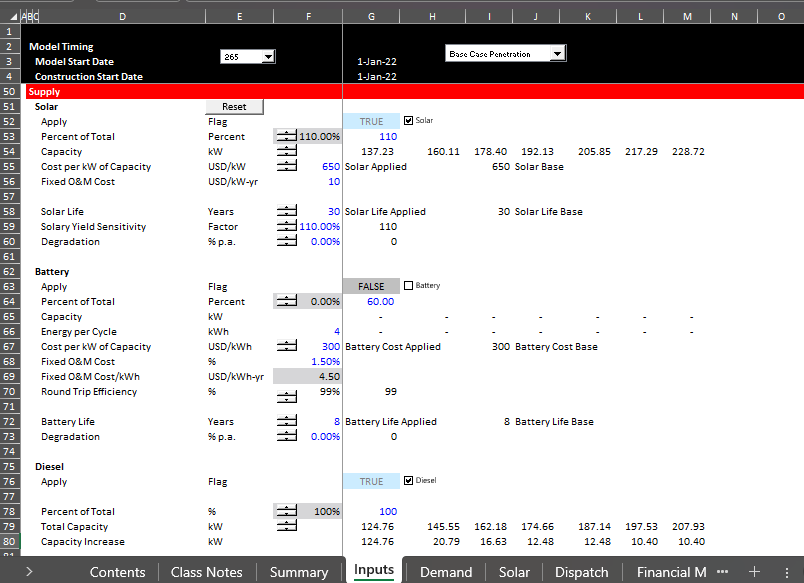 A B C D E F G H I J K L M N O
1
2 Model Timing
3 Model Start Date 265 1-Jan-22 Base Case Penetration
4 Construction Start Date 1-Jan-22
50 Supply
51 Solar Reset
52 Apply Flag TRUE Solar
53 Percent of Total Percent 110.00% 110
54 Capacity kW 137.23 160.11 178.40 192.13 205.85 217.29 228.72
55 Cost per kW of Capacity USD/kW 650 Solar Applied 650 Solar Base
56 Fixed O&M Cost USD/kW-yr 10
57
58 Solar Life Years 30 Solar Life Applied 30 Solar Life Base
59 Solary Yield Sensitivity Factor 110.00% 110
60 Degradation % p.a. 0.00% 0
61
62 Battery
63 Apply Flag FALSE Battery
64 Percent of Total Percent 0.00% 60.00
65 Capacity kW - - - - - - -
66 Energy per Cycle kWh 4 - - - - - - -
67 Cost per kW of Capacity USD/kWh 300 Battery Cost Applied 300 Battery Cost Base
68 Fixed O&M Cost % 1.50%
69 Fixed O&M Cost/kWh USD/kWh-yr 4.50
70 Round Trip Efficiency % 99% 99
71
72 Battery Life Years 8 Battery Life Applied 8 Battery Life Base
73 Degradation % p.a. 0.00% 0
74
75 Diesel
76 Apply Flag TRUE Diesel
77
78 Percent of Total % 100% 100
79 Total Capacity kW 124.76 145.55 162.18 174.66 187.14 197.53 207.93
80 Capacity Increase kW 124.76 20.79 16.63 12.48 12.48 10.40 10.40
Contents Class Notes Summary Inputs Demand Solar Dispatch Financial M